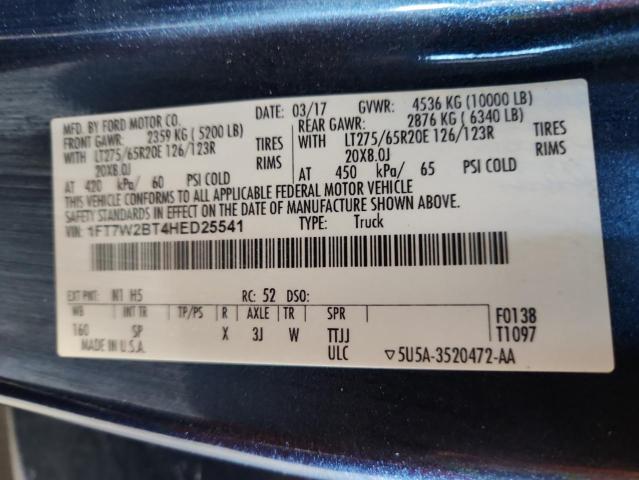 MFD. BY FORD MOTOR CO. DATE: 03/17 GVWR: 4536 KG (10000 LB)
FRONT GAWR: 2359 KG (5200 LB) REAR GAWR: 2876 KG (6340 LB)
WITH LT275/65R20E 126/123R TIRES WITH LT275/65R20E 126/123R TIRES
20X8.0J RIMS 20X8.0J RIMS
AT 420 kPa/ 60 PSI COLD AT 450 kPa/ 65 PSI COLD
THIS VEHICLE CONFORMS TO ALL APPLICABLE FEDERAL MOTOR VEHICLE
SAFETY STANDARDS IN EFFECT ON THE DATE OF MANUFACTURE SHOWN ABOVE.
VIN: 1FT7W2BT4HED25541 TYPE: Truck
EXT PNT: N1 H5 RC: 52 DSO:
WB INT TR TP/PS R AXLE TR SPR F0138
160 SP X 3J W TTJJ T1097
MADE IN U.S.A. ULC ▽5U5A-3520472-AA